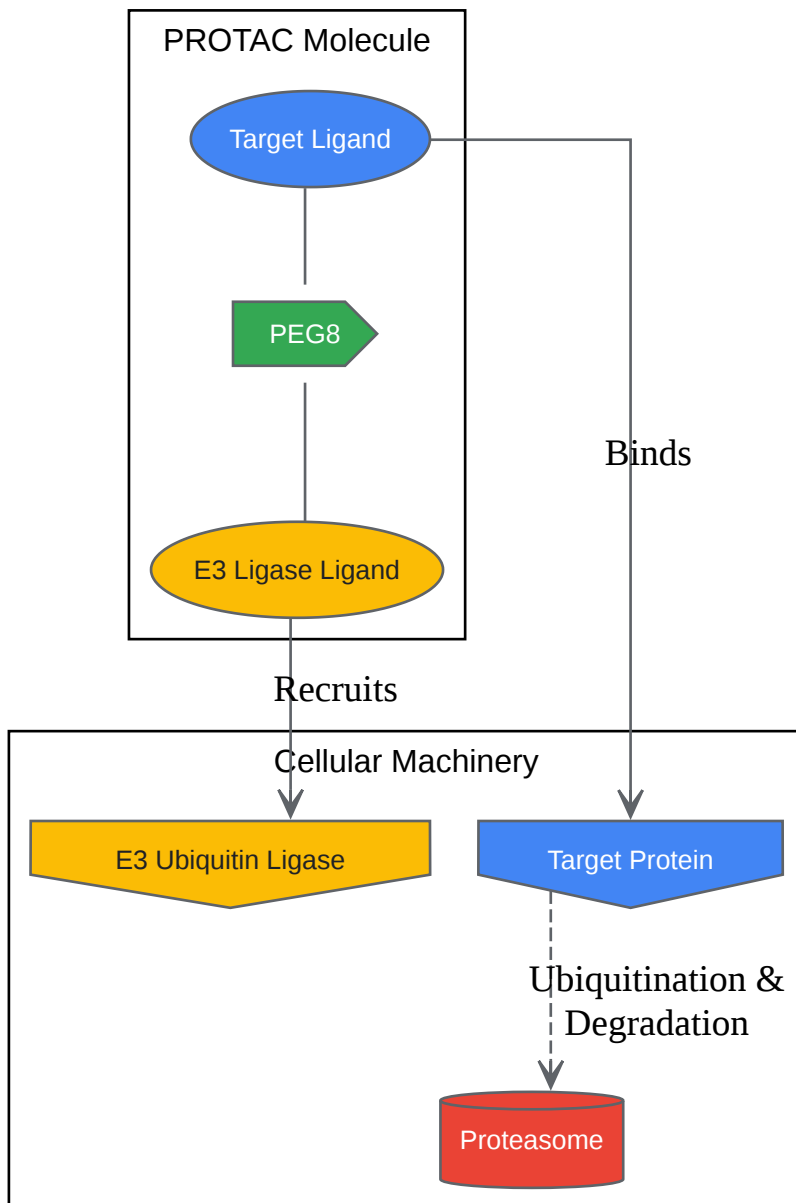 PROTAC Molecule
Target Ligand
PEG8
Binds
E3 Ligase Ligand
Recruits
Cellular Machinery
E3 Ubiquitin Ligase
Target Protein
Ubiquitination &
Degradation
Proteasome